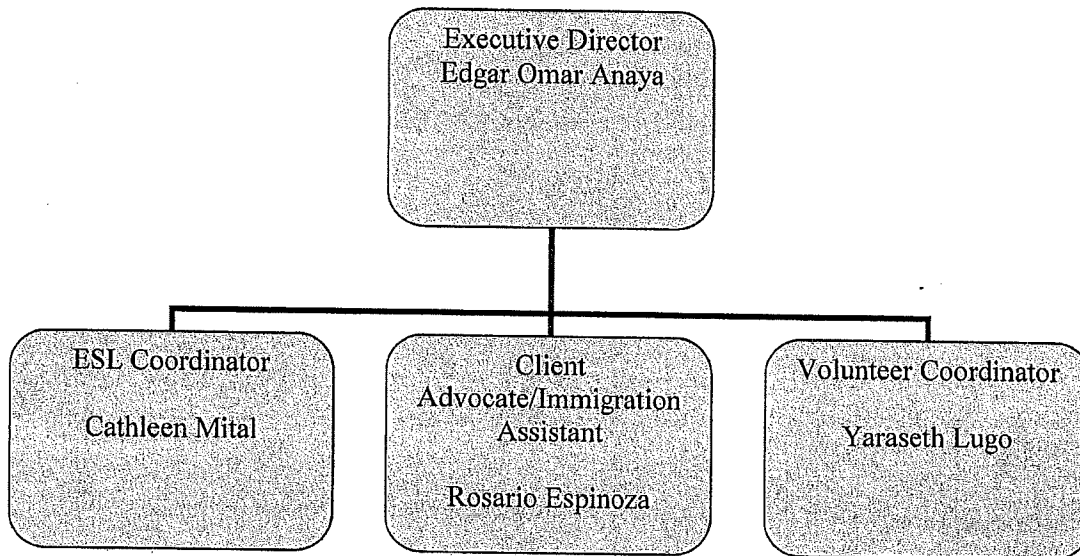 Executive Director
Edgar Omar Anaya
ESL Coordinator
Cathleen Mital
Client
Advocate/Immigration
Assistant
Rosario Espinoza
Volunteer Coordinator
Yaraseth Lugo